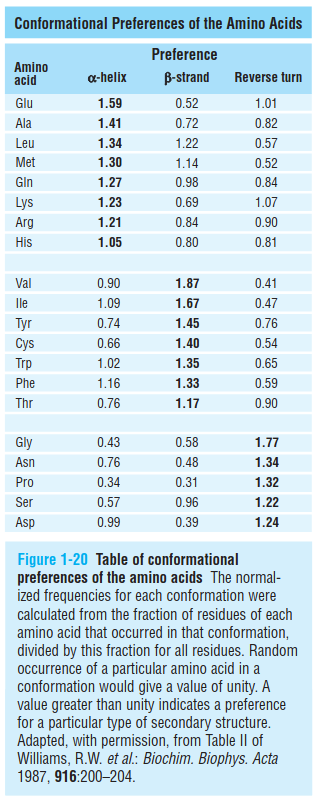 Conformational Preferences of the Amino Acids
Preference
Amino acid α-helix β-strand Reverse turn
Glu 1.59 0.52 1.01
Ala 1.41 0.72 0.82
Leu 1.34 1.22 0.57
Met 1.30 1.14 0.52
Gln 1.27 0.98 0.84
Lys 1.23 0.69 1.07
Arg 1.21 0.84 0.90
His 1.05 0.80 0.81
Val 0.90 1.87 0.41
Ile 1.09 1.67 0.47
Tyr 0.74 1.45 0.76
Cys 0.66 1.40 0.54
Trp 1.02 1.35 0.65
Phe 1.16 1.33 0.59
Thr 0.76 1.17 0.90
Gly 0.43 0.58 1.77
Asn 0.76 0.48 1.34
Pro 0.34 0.31 1.32
Ser 0.57 0.96 1.22
Asp 0.99 0.39 1.24
Figure 1-20 Table of conformational
preferences of the amino acids The normal-
ized frequencies for each conformation were
calculated from the fraction of residues of each
amino acid that occurred in that conformation,
divided by this fraction for all residues. Random
occurrence of a particular amino acid in a
conformation would give a value of unity. A
value greater than unity indicates a preference
for a particular type of secondary structure.
Adapted, with permission, from Table II of
Williams, R.W. et al.: Biochim. Biophys. Acta
1987, 916:200–204.